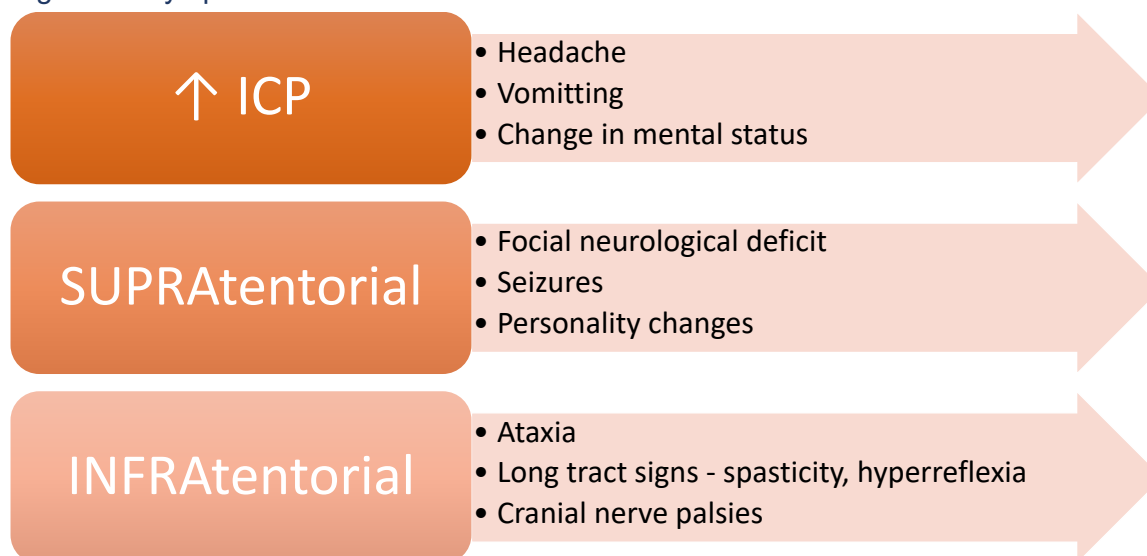 ↑ ICP
• Headache
• Vomitting
• Change in mental status
SUPRAtentorial
• Focial neurological deficit
• Seizures
• Personality changes
INFRAtentorial
• Ataxia
• Long tract signs - spasticity, hyperreflexia
• Cranial nerve palsies